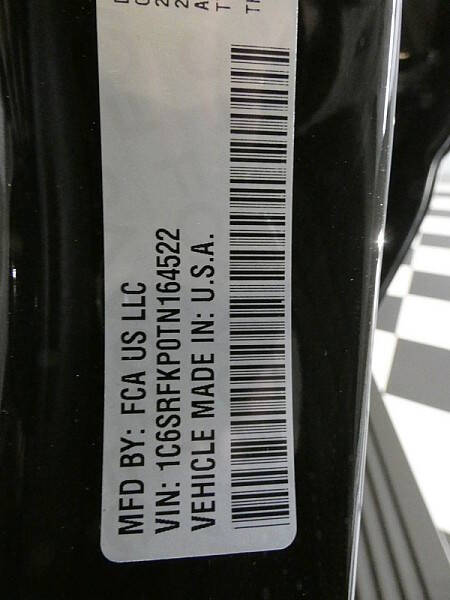 MFD BY: FCA US LLC
VIN: 1C6SRFKP0TN164522
VEHICLE MADE IN: U.S.A.